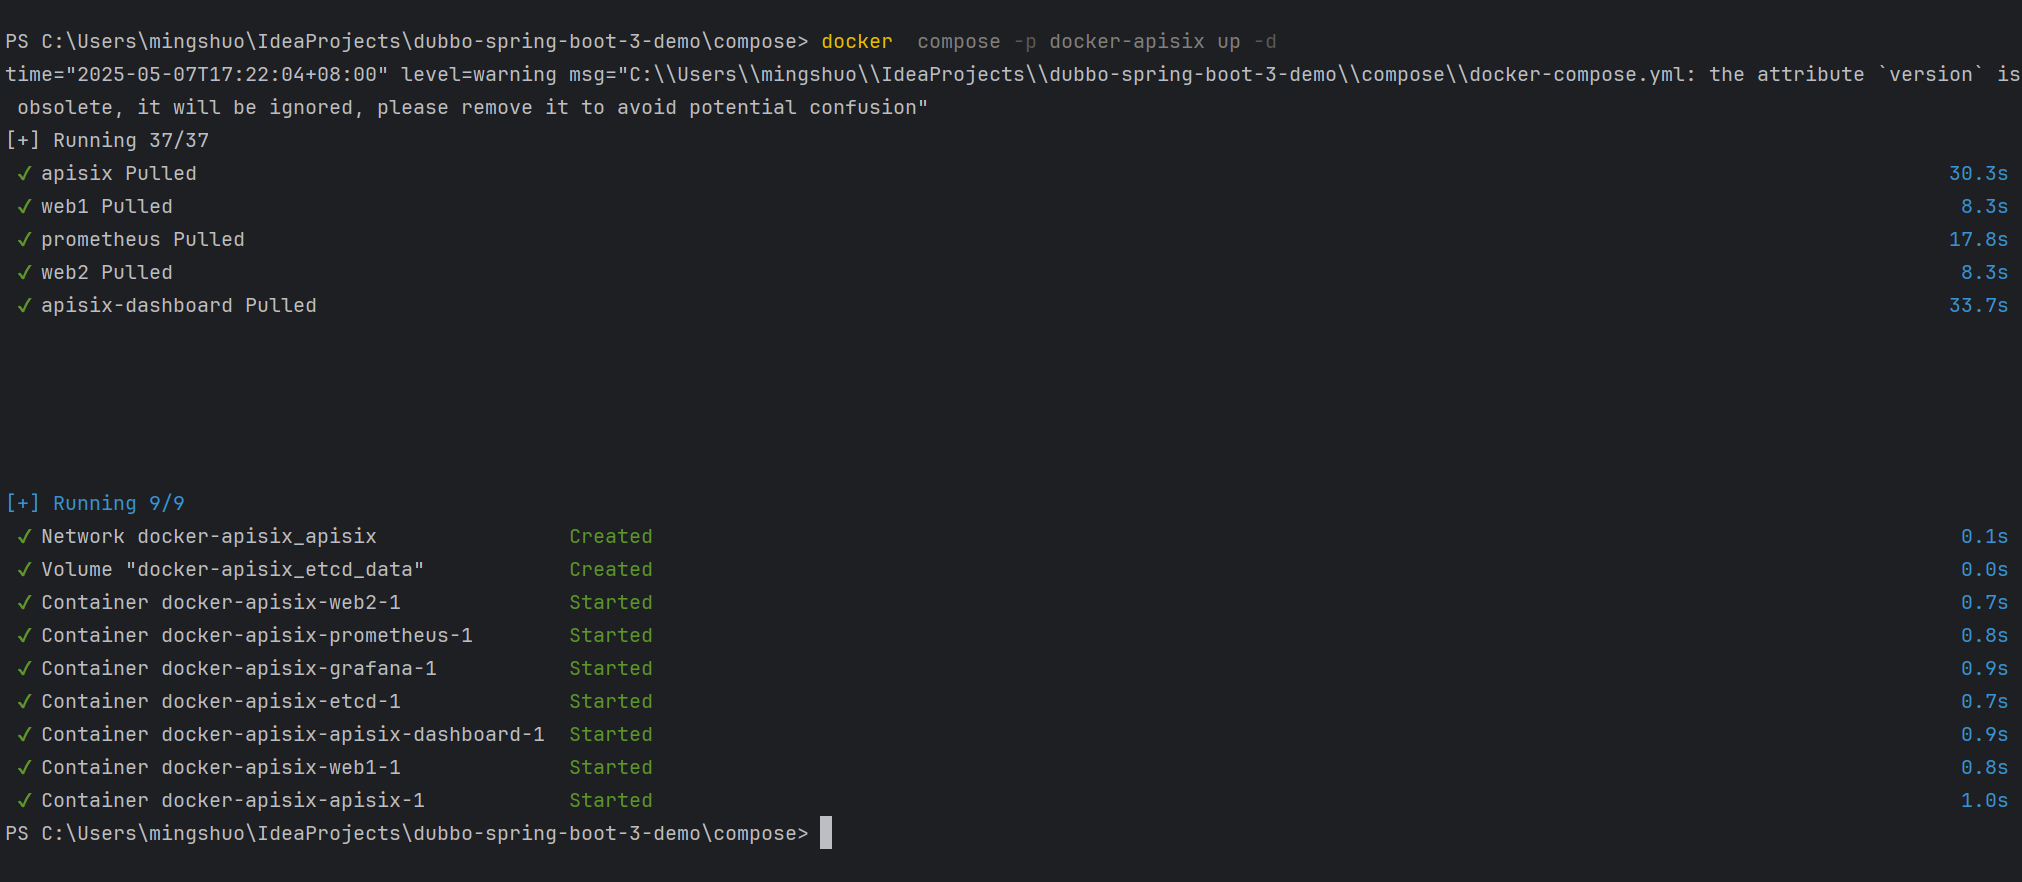 PS C:\Users\mingshuo\IdeaProjects\dubbo-spring-boot-3-demo\compose> docker  compose -p docker-apisix up -d
time="2025-05-07T17:22:04+08:00" level=warning msg="C:\\Users\\mingshuo\\IdeaProjects\\dubbo-spring-boot-3-demo\\compose\\docker-compose.yml: the attribute `version` is
 obsolete, it will be ignored, please remove it to avoid potential confusion"
[+] Running 37/37
 ✓ apisix Pulled 30.3s
 ✓ web1 Pulled 8.3s
 ✓ prometheus Pulled 17.8s
 ✓ web2 Pulled 8.3s
 ✓ apisix-dashboard Pulled 33.7s
[+] Running 9/9
 ✓ Network docker-apisix_apisix Created 0.1s
 ✓ Volume "docker-apisix_etcd_data" Created 0.0s
 ✓ Container docker-apisix-web2-1 Started 0.7s
 ✓ Container docker-apisix-prometheus-1 Started 0.8s
 ✓ Container docker-apisix-grafana-1 Started 0.9s
 ✓ Container docker-apisix-etcd-1 Started 0.7s
 ✓ Container docker-apisix-apisix-dashboard-1 Started 0.9s
 ✓ Container docker-apisix-web1-1 Started 0.8s
 ✓ Container docker-apisix-apisix-1 Started 1.0s
PS C:\Users\mingshuo\IdeaProjects\dubbo-spring-boot-3-demo\compose>